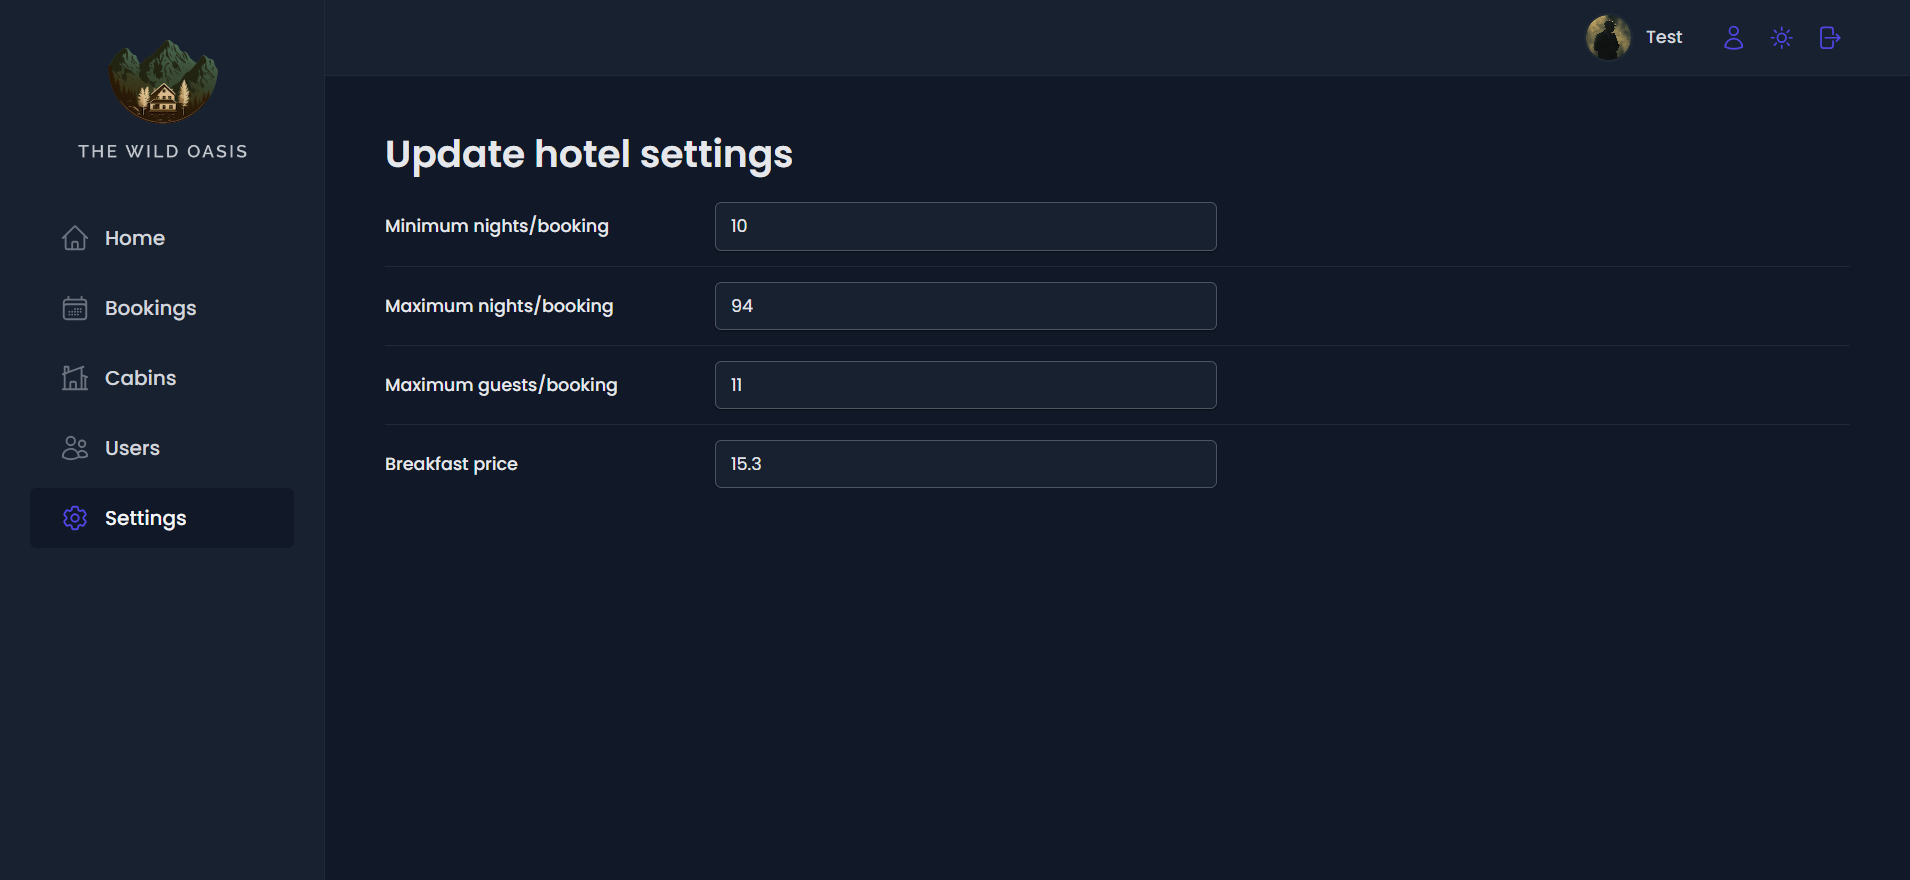 THE WILD OASIS
Home
Bookings
Cabins
Users
Settings
Test
Update hotel settings
Minimum nights/booking
10
Maximum nights/booking
94
Maximum guests/booking
11
Breakfast price
15.3